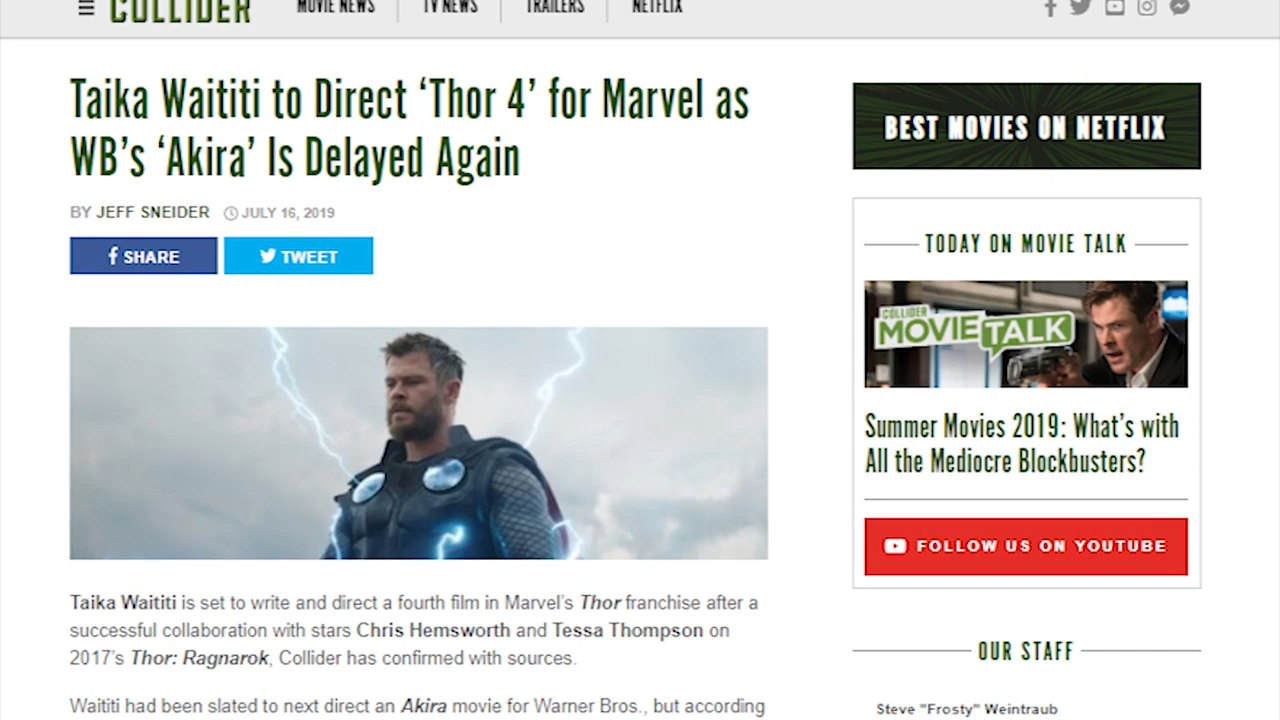 COLLIDER
MOVIE NEWS
TV NEWS
TRAILERS
NETFLIX
Taika Waititi to Direct ‘Thor 4’ for Marvel as
WB’s ‘Akira’ Is Delayed Again
BY JEFF SNEIDER JULY 16, 2019
SHARE
TWEET
Taika Waititi is set to write and direct a fourth film in Marvel’s Thor franchise after a
successful collaboration with stars Chris Hemsworth and Tessa Thompson on
2017’s Thor: Ragnarok, Collider has confirmed with sources.
Waititi had been slated to next direct an Akira movie for Warner Bros., but according
BEST MOVIES ON NETFLIX
TODAY ON MOVIE TALK
COLLIDER
MOVIE TALK
Summer Movies 2019: What’s with
All the Mediocre Blockbusters?
FOLLOW US ON YOUTUBE
OUR STAFF
Steve "Frosty" Weintraub